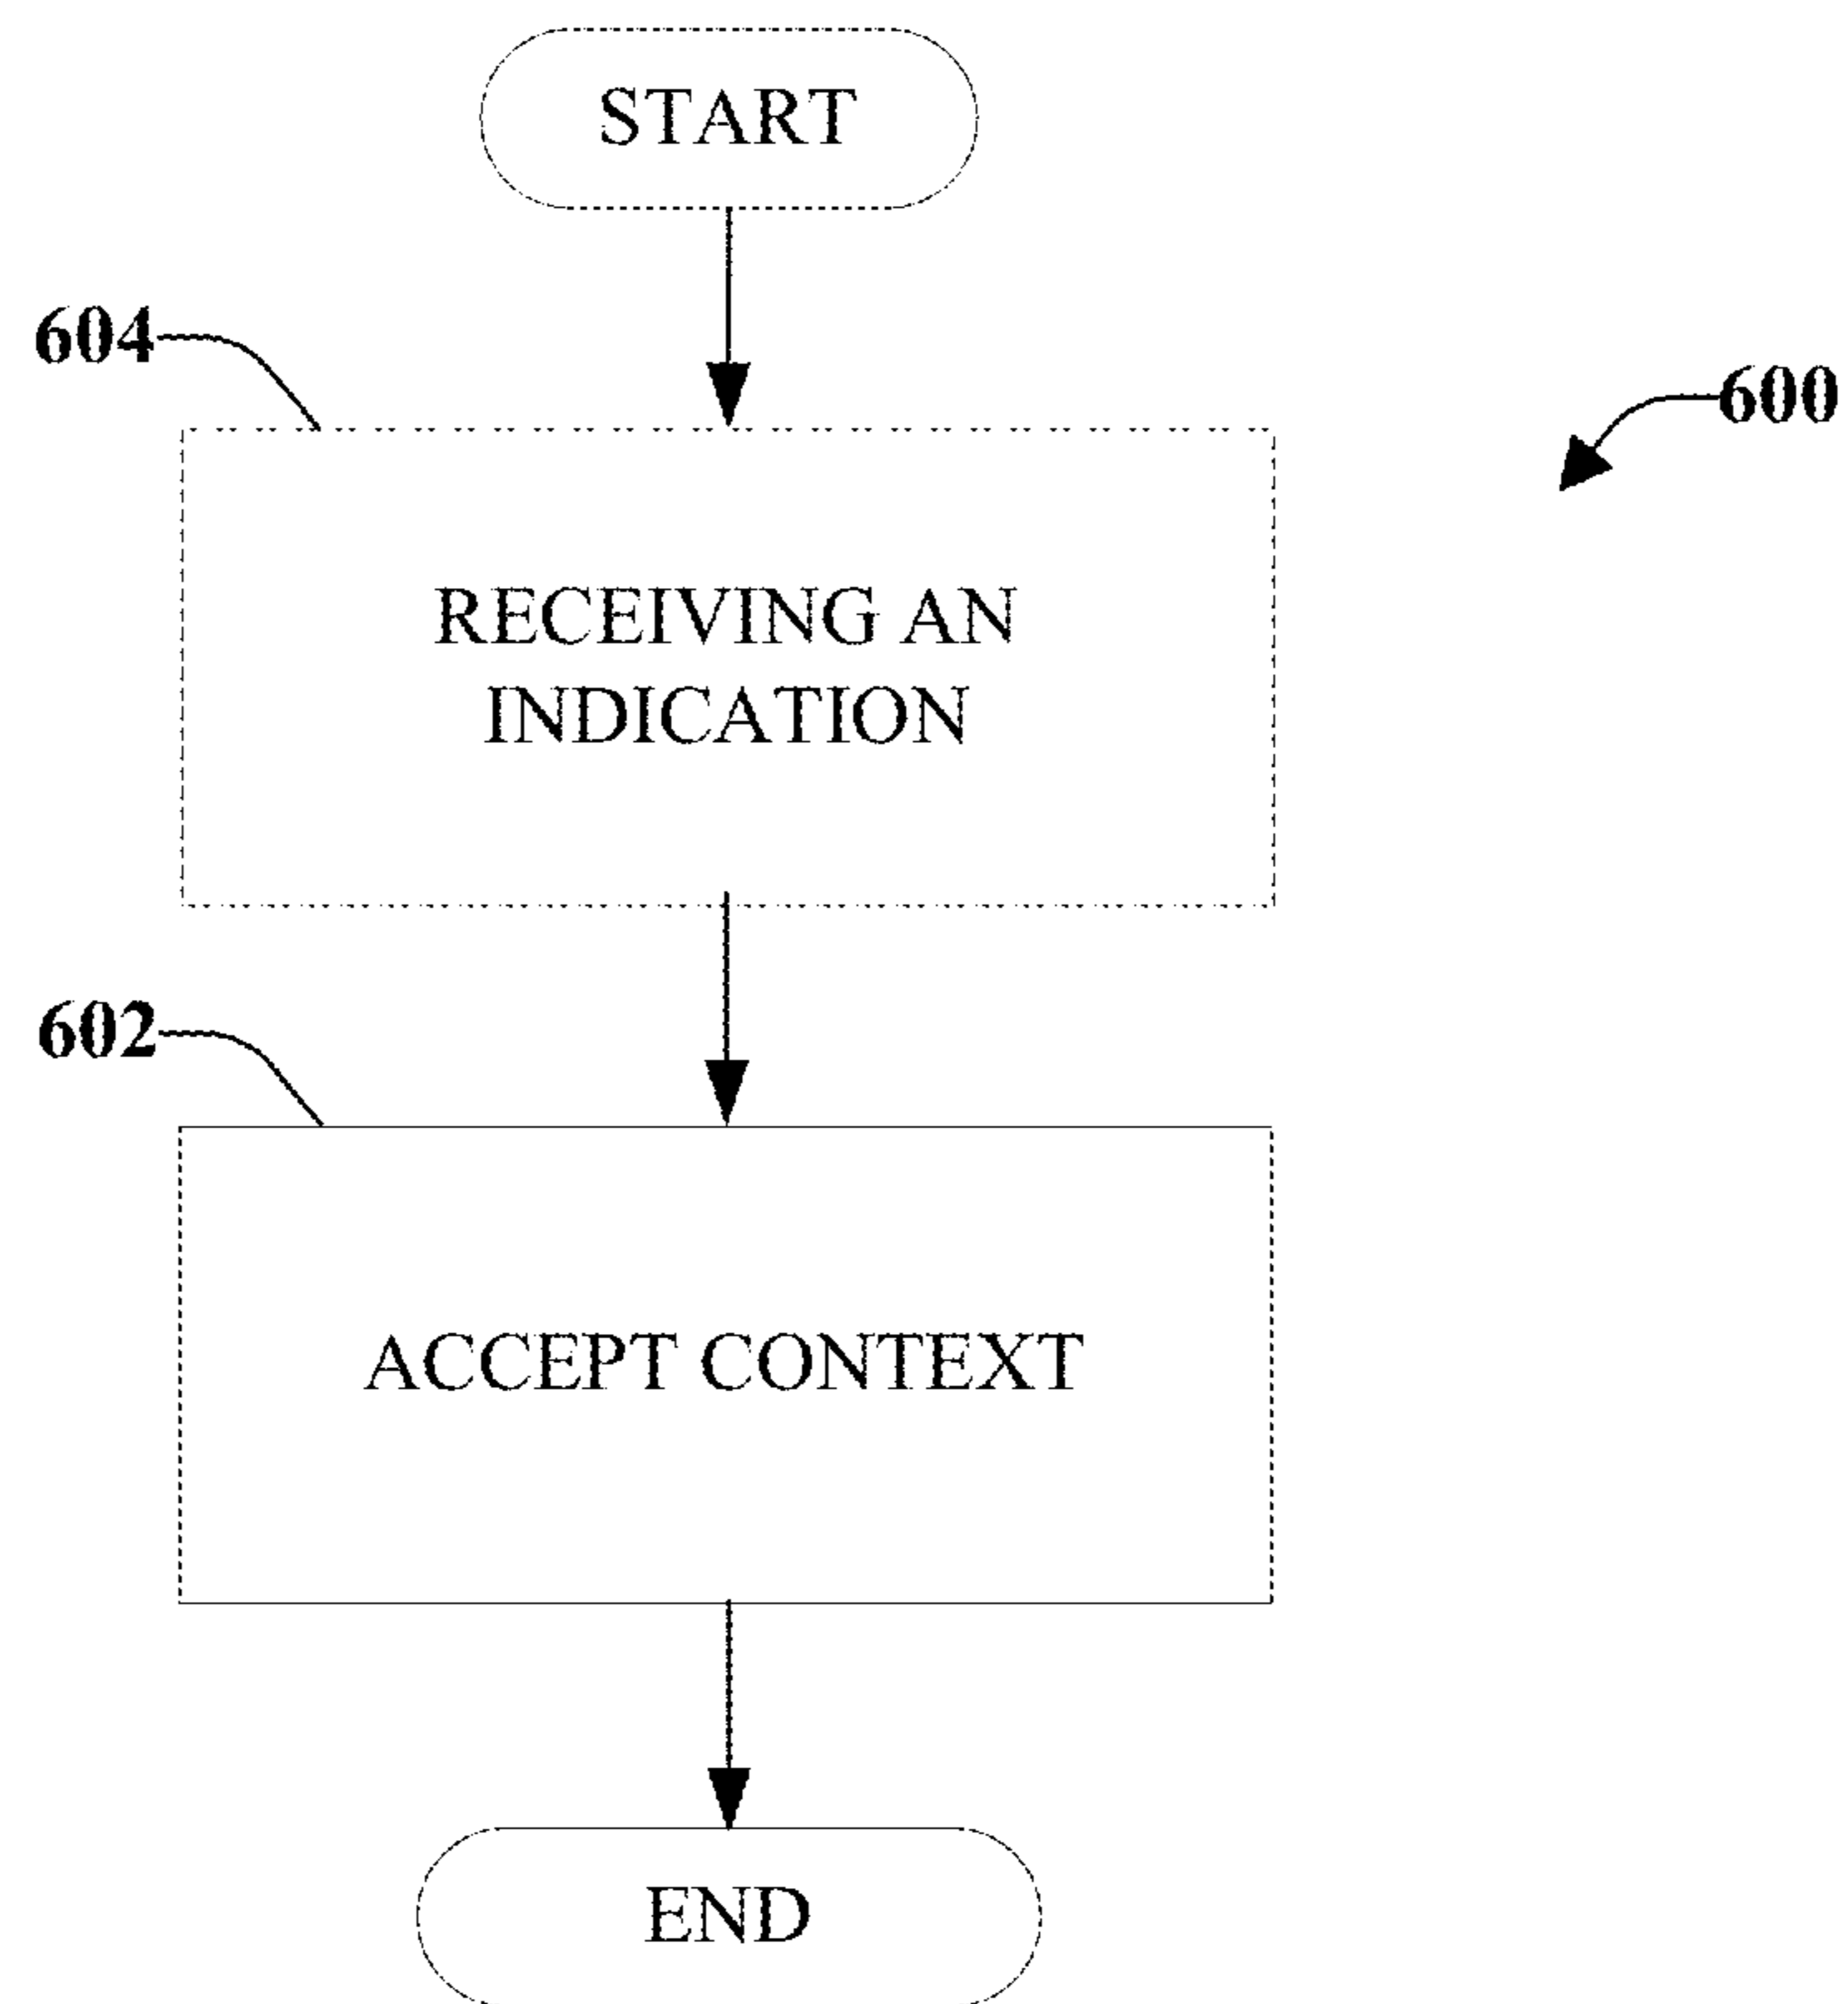 START
604
600
RECEIVING AN
INDICATION
602
ACCEPT CONTEXT
END